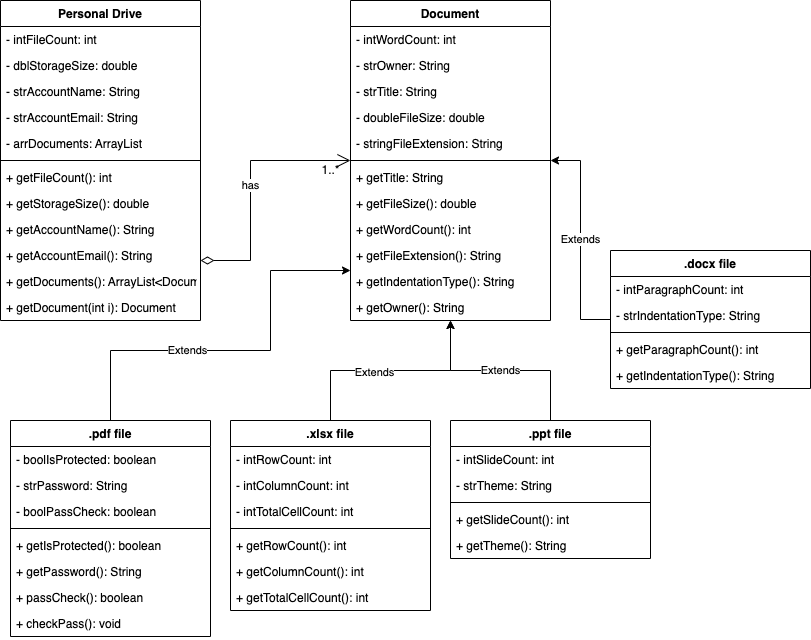 Personal Drive
- intFileCount: int
- dblStorageSize: double
- strAccountName: String
- strAccountEmail: String
- arrDocuments: ArrayList
+ getFileCount(): int
+ getStorageSize(): double
+ getAccountName(): String
+ getAccountEmail(): String
+ getDocuments(): ArrayList<Docum
+ getDocument(int i): Document
has
1..*
Document
- intWordCount: int
- strOwner: String
- strTitle: String
- doubleFileSize: double
- stringFileExtension: String
+ getTitle: String
+ getFileSize(): double
+ getWordCount(): int
+ getFileExtension(): String
+ getIndentationType(): String
+ getOwner(): String
Extends
.docx file
- intParagraphCount: int
- strIndentationType: String
+ getParagraphCount(): int
+ getIndentationType(): String
Extends
Extends
Extends
.pdf file
- boolIsProtected: boolean
- strPassword: String
- boolPassCheck: boolean
+ getIsProtected(): boolean
+ getPassword(): String
+ passCheck(): boolean
+ checkPass(): void
.xlsx file
- intRowCount: int
- intColumnCount: int
- intTotalCellCount: int
+ getRowCount(): int
+ getColumnCount(): int
+ getTotalCellCount(): int
.ppt file
- intSlideCount: int
- strTheme: String
+ getSlideCount(): int
+ getTheme(): String